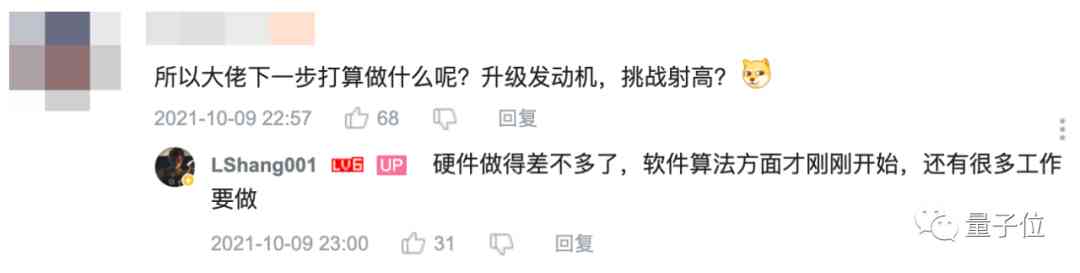 所以大佬下一步打算做什么呢？升级发动机，挑战射高？
2021-10-09 22:57 68 回复
LShang001 LV6 UP 硬件做得差不多了，软件算法方面才刚刚开始，还有很多工作
要做
2021-10-09 23:00 31 回复
量子位